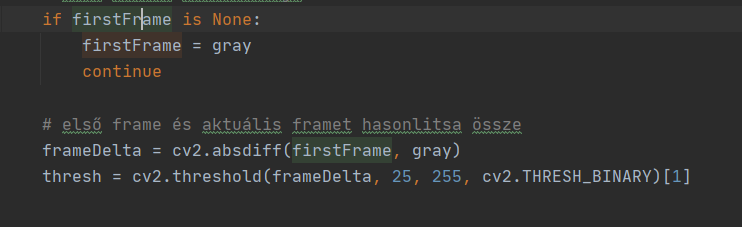 if firstFrame is None:
    firstFrame = gray
    continue
# első frame és aktuális framet hasonlitsa össze
frameDelta = cv2.absdiff(firstFrame, gray)
thresh = cv2.threshold(frameDelta, 25, 255, cv2.THRESH_BINARY)[1]